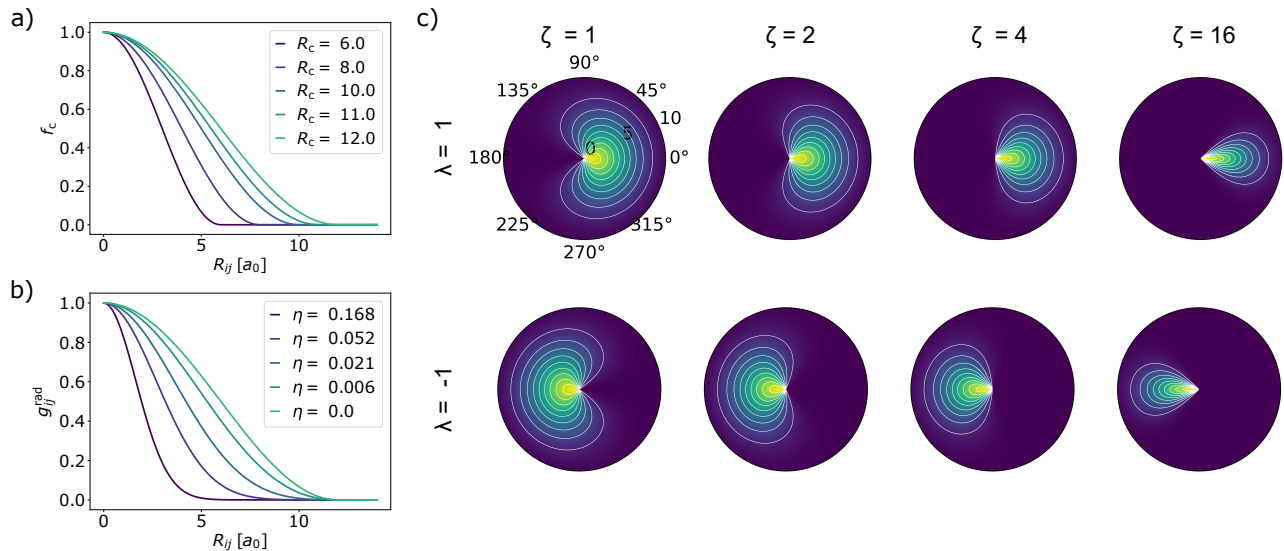 a)
1.0
0.8
0.6
0.4
0.2
0.0
f_c
0
5
10
R_ij [a_0]
R_c = 6.0
R_c = 8.0
R_c = 10.0
R_c = 11.0
R_c = 12.0
b)
1.0
0.8
0.6
0.4
0.2
0.0
g_ij^rad
0
5
10
R_ij [a_0]
η = 0.168
η = 0.052
η = 0.021
η = 0.006
η = 0.0
c)
ζ = 1
ζ = 2
ζ = 4
ζ = 16
λ = 1
90°
135°
45°
10
5
0
180°
0°
225°
315°
270°
λ = -1